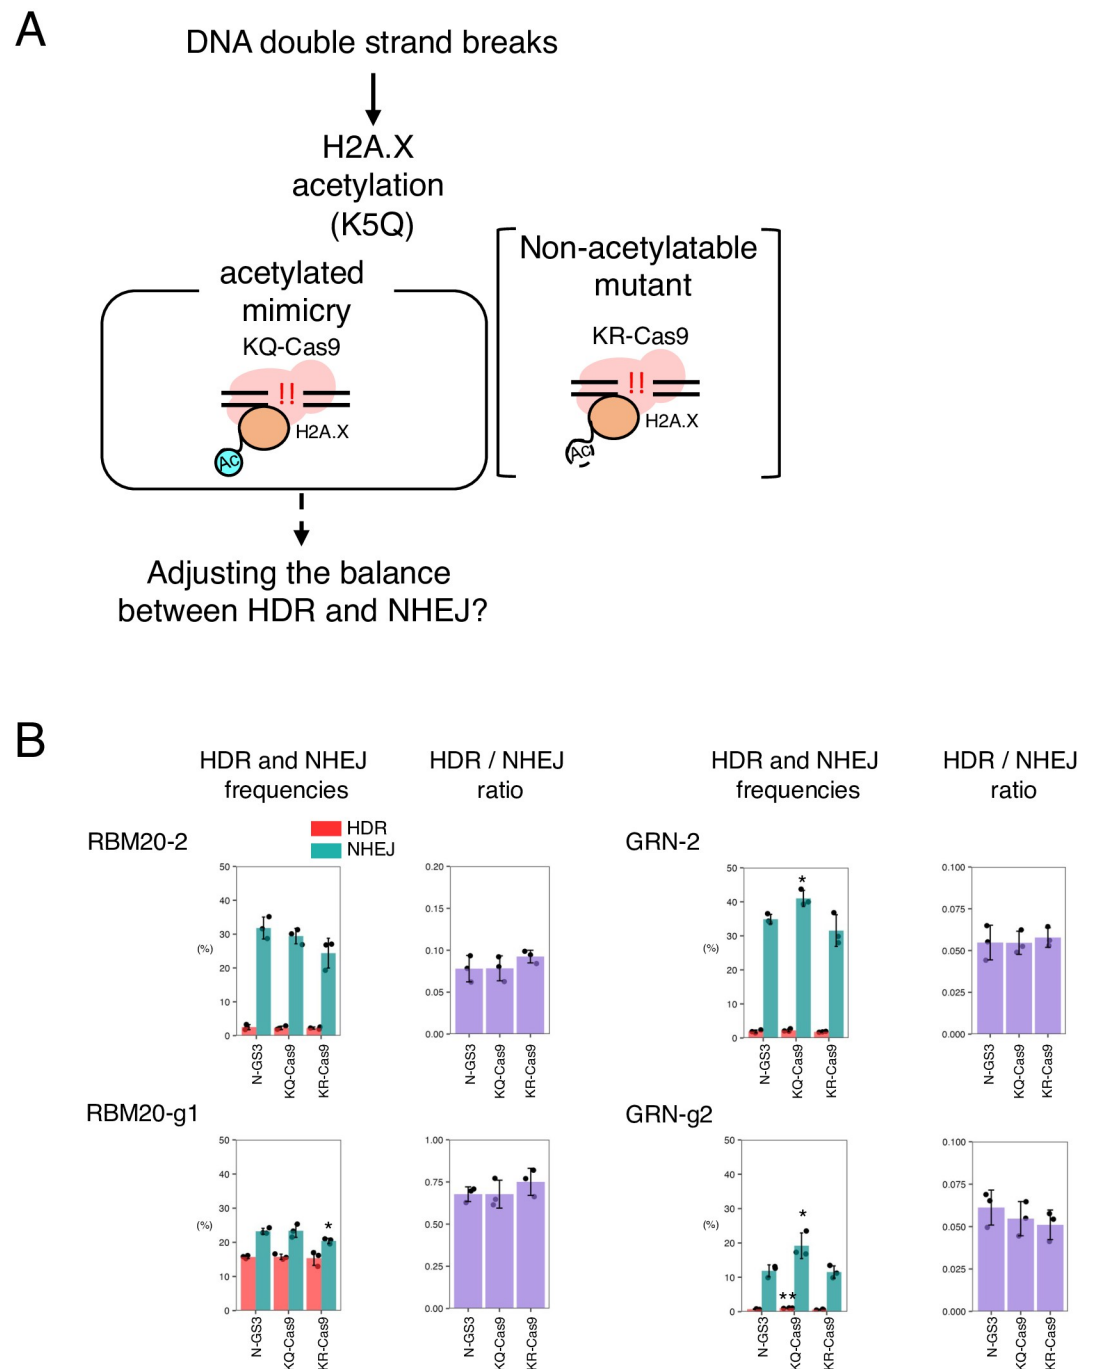 A
DNA double strand breaks
H2A.X
acetylation
(K5Q)
acetylated
mimicry
KQ-Cas9
!!
H2A.X
Ac
Non-acetylatable
mutant
KR-Cas9
!!
H2A.X
Ac
Adjusting the balance
between HDR and NHEJ?
B
HDR and NHEJ
frequencies
HDR / NHEJ
ratio
HDR and NHEJ
frequencies
HDR / NHEJ
ratio
RBM20-2
HDR
NHEJ
50
40
30
20
10
0
(%)
N-GS3
KQ-Cas9
KR-Cas9
0.20
0.15
0.10
0.05
0.00
N-GS3
KQ-Cas9
KR-Cas9
GRN-2
50
40
30
20
10
0
(%)
*
N-GS3
KQ-Cas9
KR-Cas9
0.100
0.075
0.050
0.025
0.000
N-GS3
KQ-Cas9
KR-Cas9
RBM20-g1
50
40
30
20
10
0
(%)
*
N-GS3
KQ-Cas9
KR-Cas9
1.00
0.75
0.50
0.25
0.00
N-GS3
KQ-Cas9
KR-Cas9
GRN-g2
50
40
30
20
10
0
(%)
*
**
N-GS3
KQ-Cas9
KR-Cas9
0.100
0.075
0.050
0.025
0.000
N-GS3
KQ-Cas9
KR-Cas9